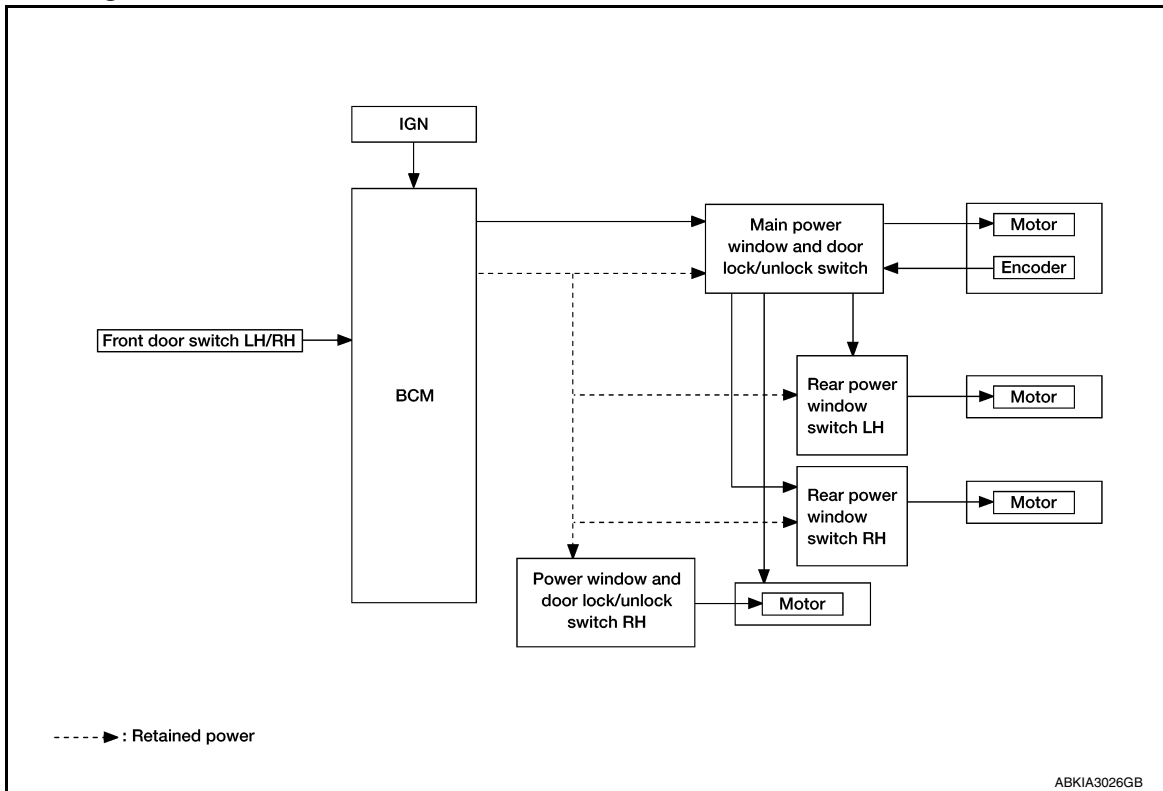 IGN
BCM
Front door switch LH/RH
Main power
window and door
lock/unlock switch
Motor
Encoder
Rear power
window
switch LH
Motor
Rear power
window
switch RH
Motor
Power window and
door lock/unlock
switch RH
Motor
: Retained power
ABKIA3026GB